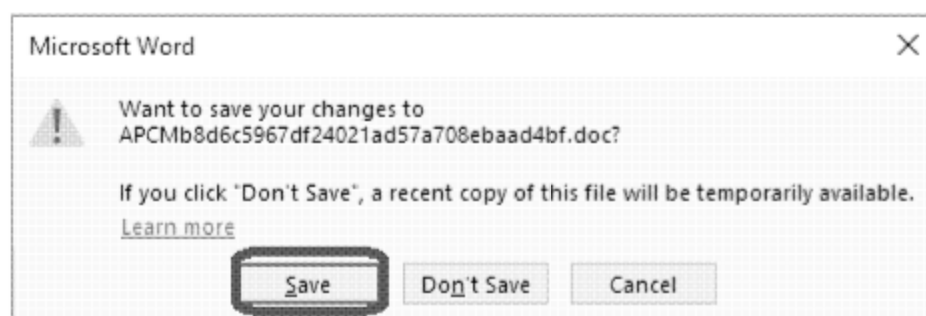 Microsoft Word
Want to save your changes to
APCMb8d6c5967df24021ad57a708ebaad4bf.doc?
If you click "Don't Save", a recent copy of this file will be temporarily available.
Learn more
Save Don't Save Cancel